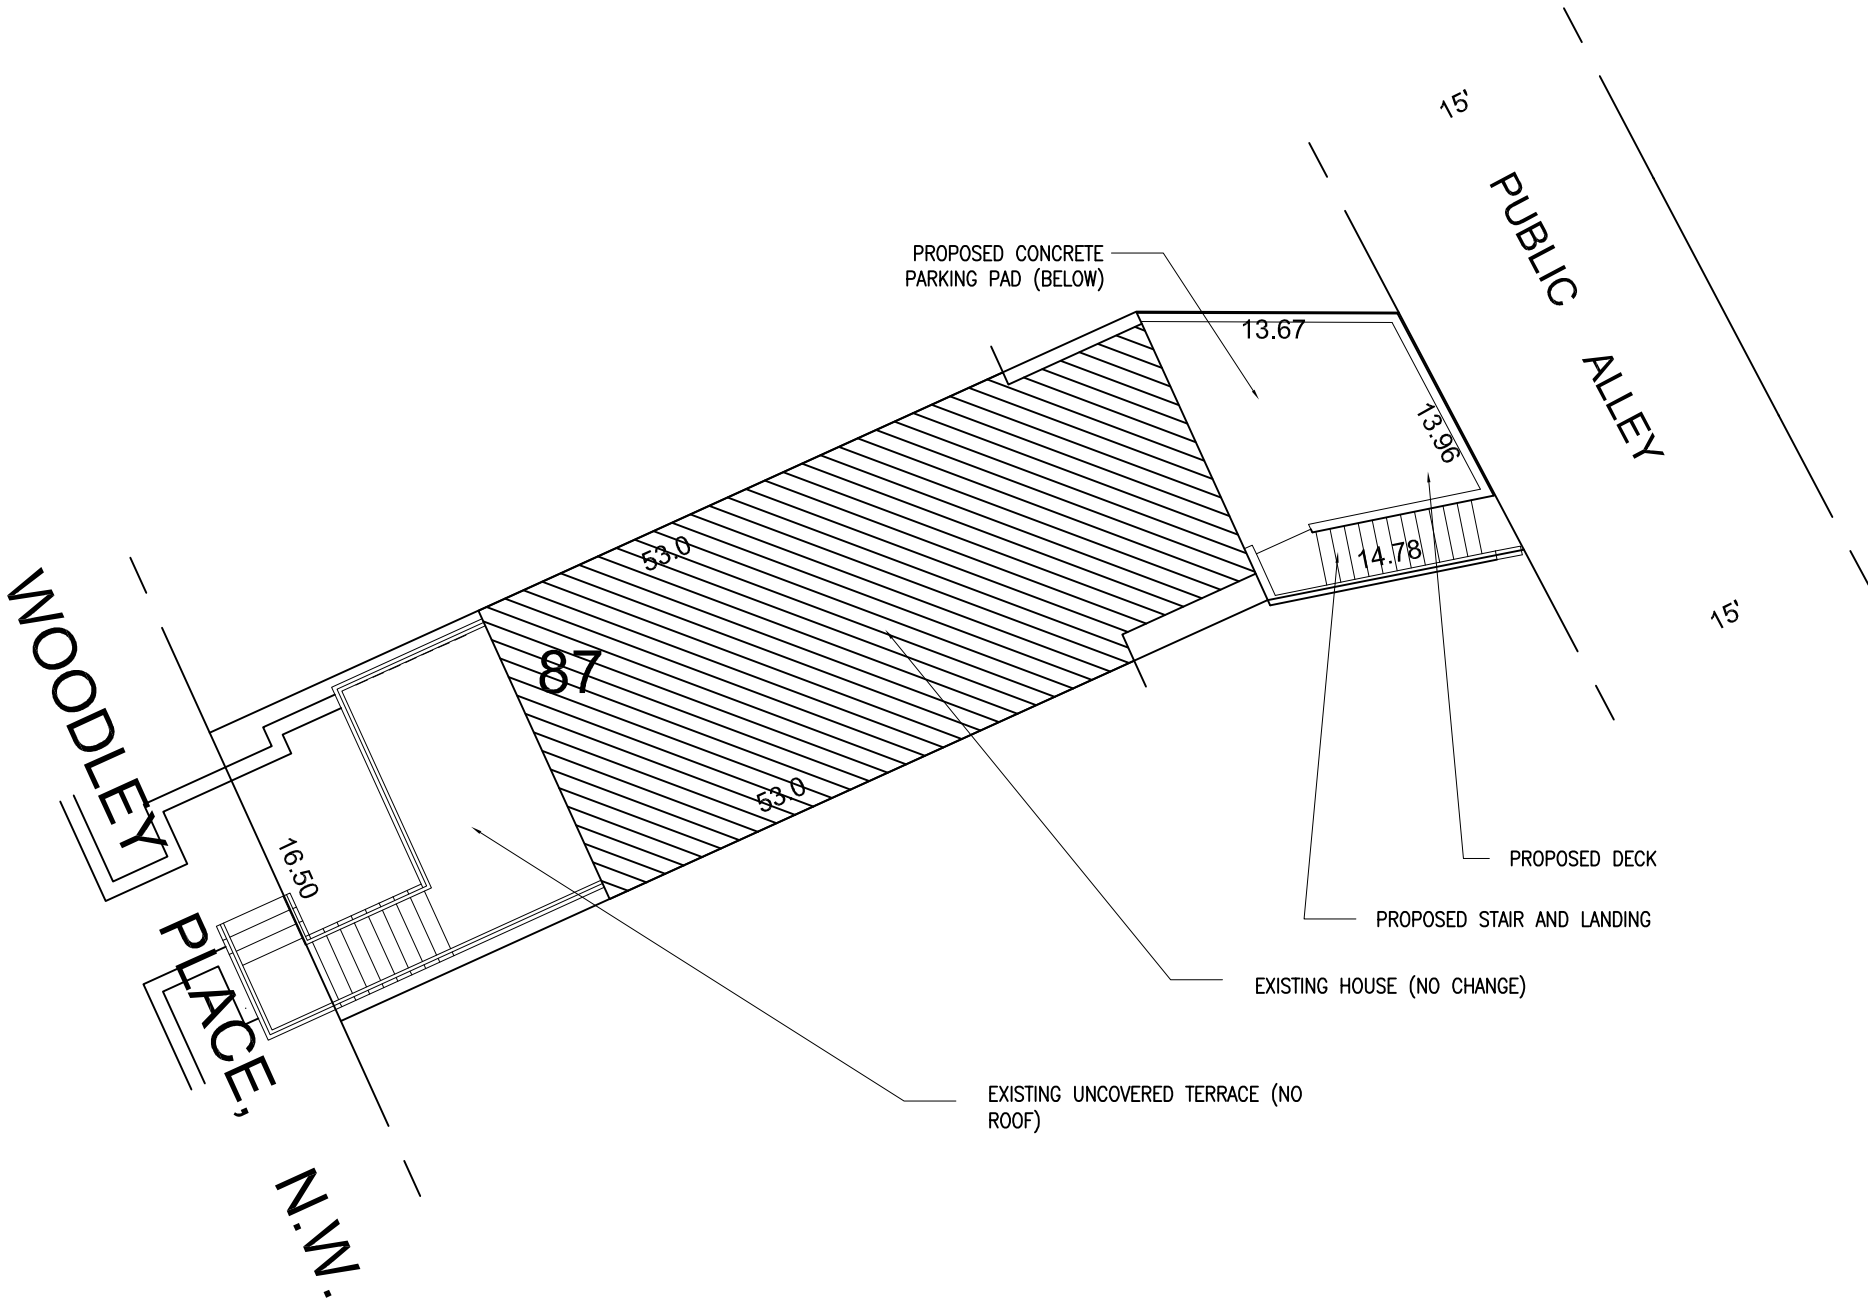 15'
PUBLIC ALLEY
PROPOSED CONCRETE
PARKING PAD (BELOW)
13.67
13.96
53.0
14.78
WOODLEY PLACE, N.W.
15'
87
53.0
16.50
PROPOSED DECK
PROPOSED STAIR AND LANDING
EXISTING HOUSE (NO CHANGE)
EXISTING UNCOVERED TERRACE (NO
ROOF)